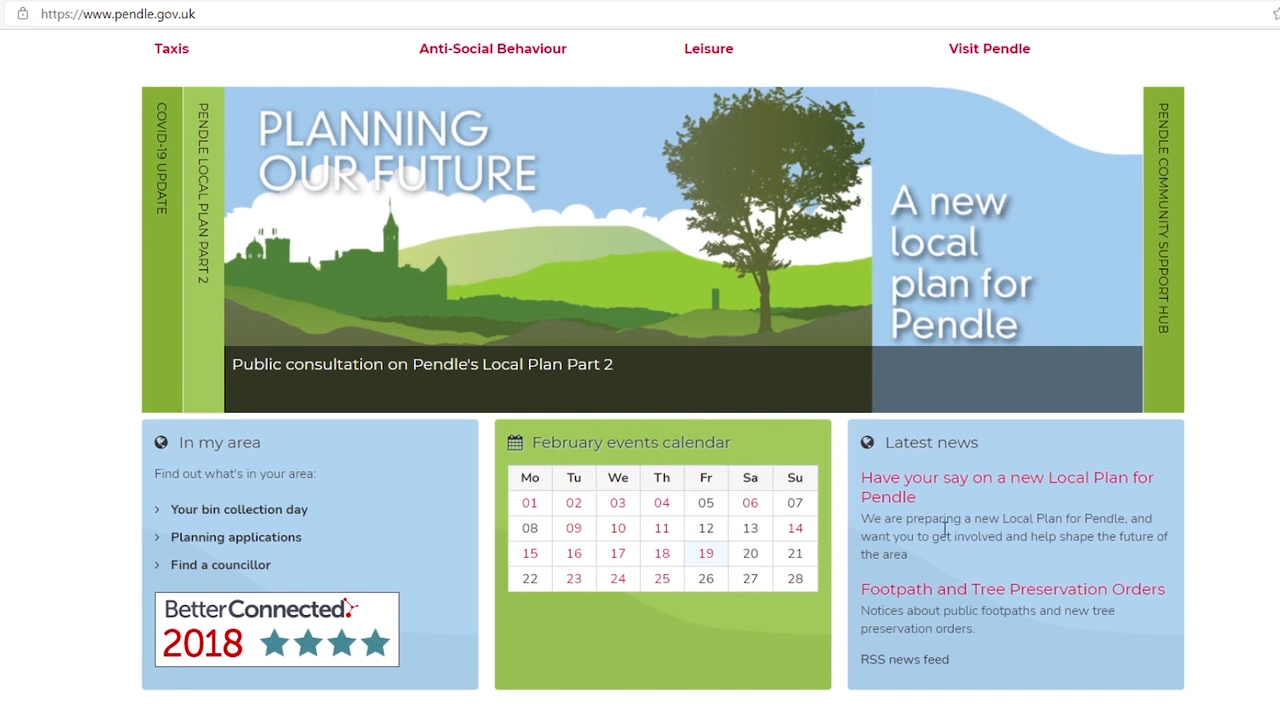 https://www.pendle.gov.uk
Taxis
Anti-Social Behaviour
Leisure
Visit Pendle
COVID-19 UPDATE
PENDLE LOCAL PLAN PART 2
PLANNING
OUR FUTURE
A new
local
plan for
Pendle
Public consultation on Pendle's Local Plan Part 2
PENDLE COMMUNITY SUPPORT HUB
In my area
Find out what's in your area:
Your bin collection day
Planning applications
Find a councillor
BetterConnected
2018
February events calendar
Mo Tu We Th Fr Sa Su
01 02 03 04 05 06 07
08 09 10 11 12 13 14
15 16 17 18 19 20 21
22 23 24 25 26 27 28
Latest news
Have your say on a new Local Plan for
Pendle
We are preparing a new Local Plan for Pendle, and
want you to get involved and help shape the future of
the area
Footpath and Tree Preservation Orders
Notices about public footpaths and new tree
preservation orders.
RSS news feed